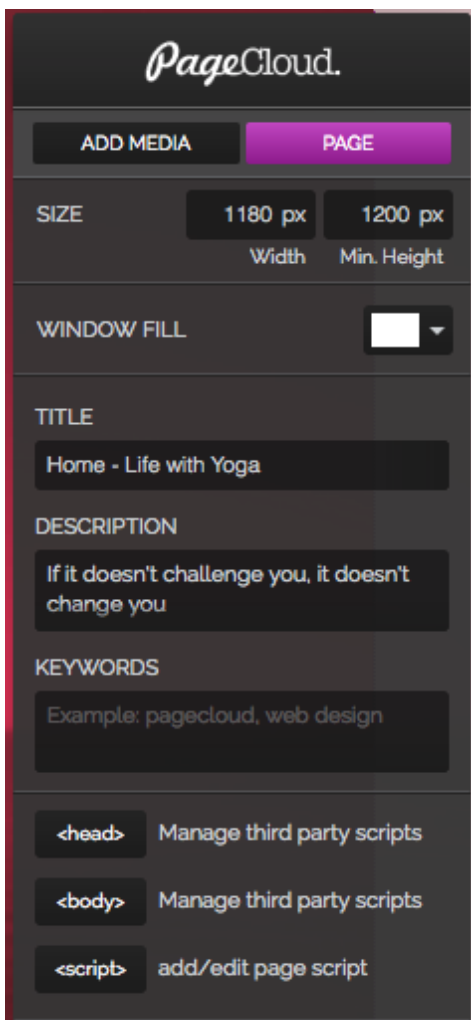 PageCloud.
ADD MEDIA PAGE
SIZE 1180 px 1200 px
Width Min. Height
WINDOW FILL
TITLE
Home - Life with Yoga
DESCRIPTION
If it doesn't challenge you, it doesn't
change you
KEYWORDS
Example: pagecloud, web design
<head> Manage third party scripts
<body> Manage third party scripts
<script> add/edit page script